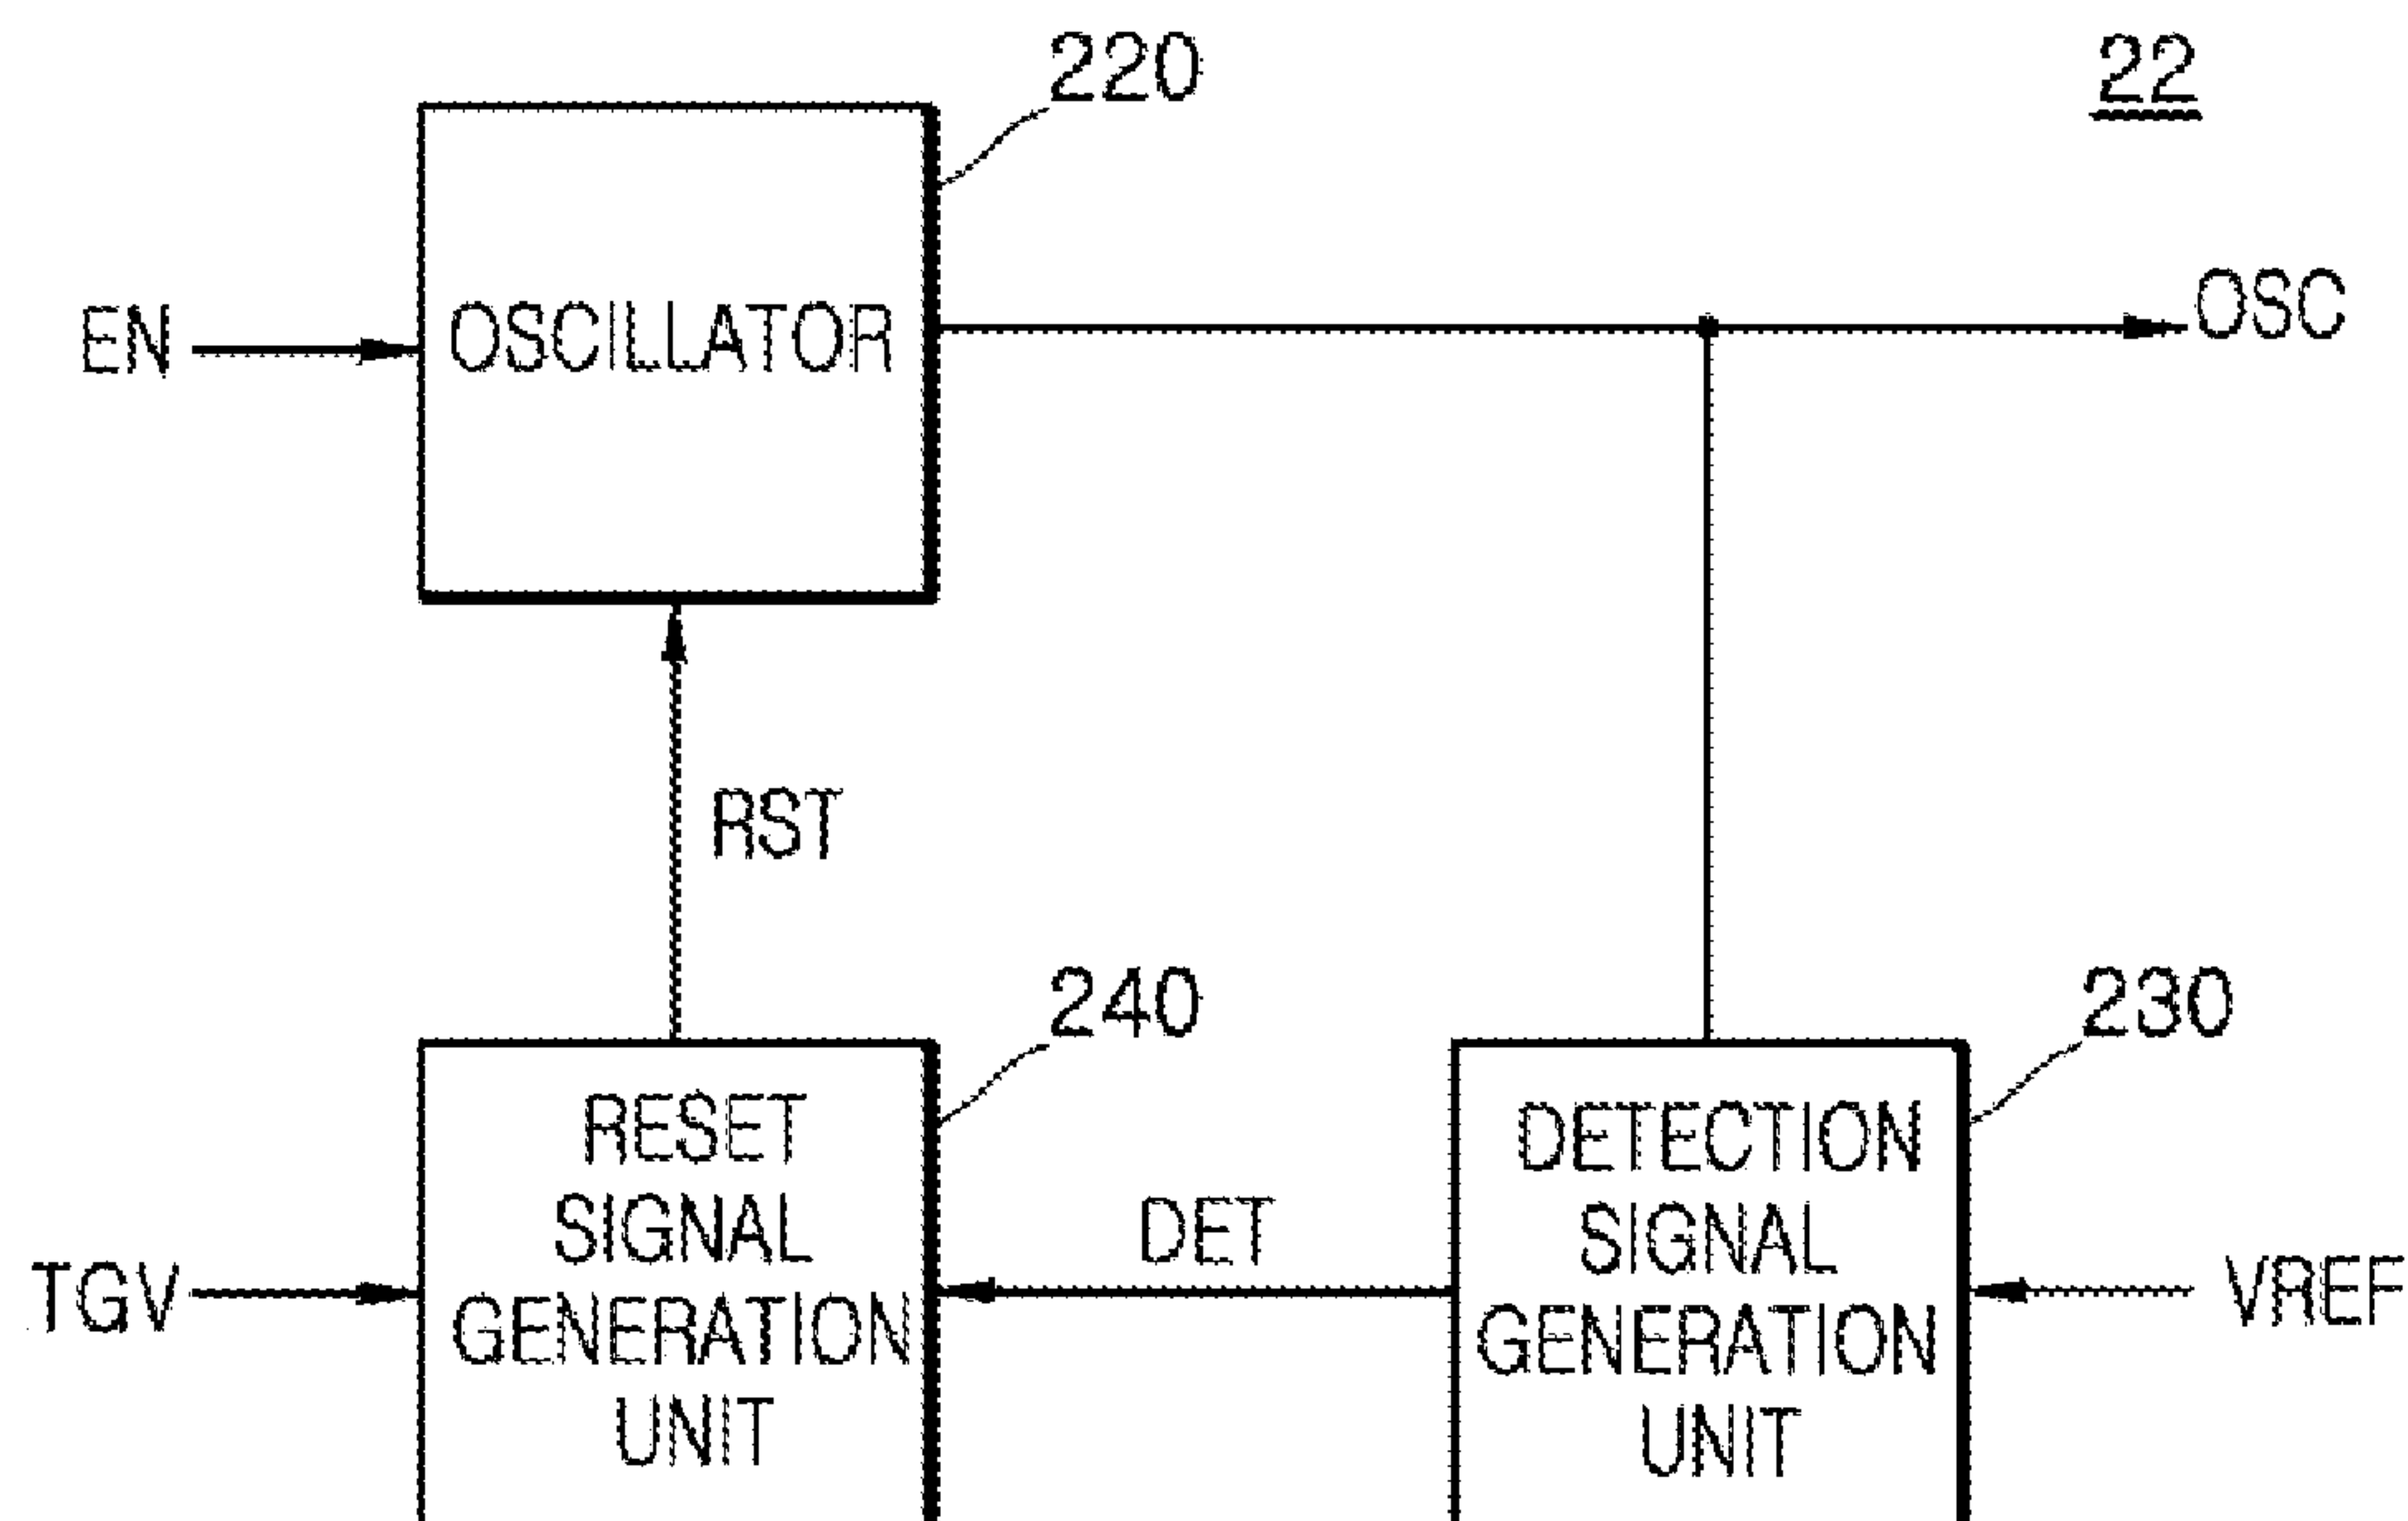 220
22
EN
OSCILLATOR
OSC
RST
240
230
RESET
SIGNAL
GENERATION
UNIT
TGV
DET
DETECTION
SIGNAL
GENERATION
UNIT
VREF